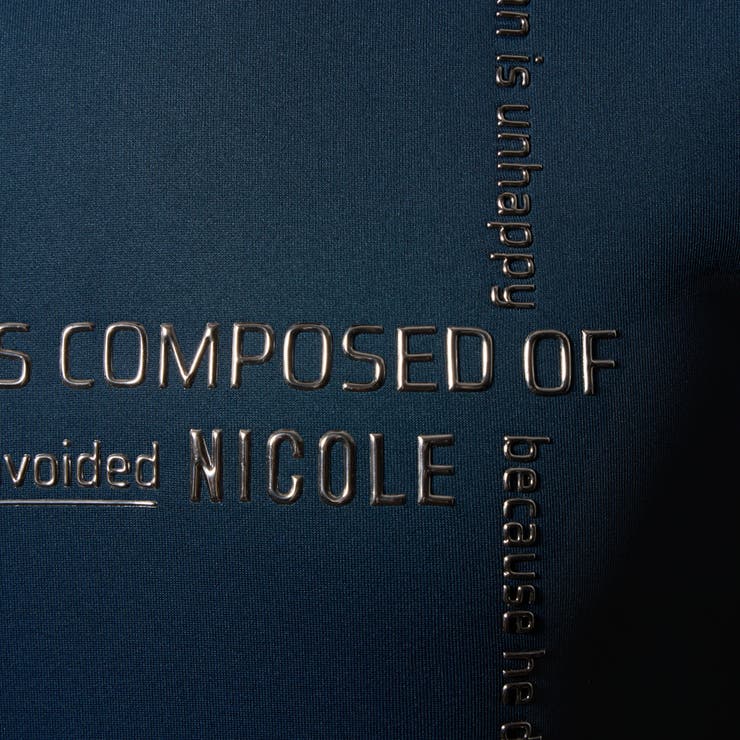 S COMPOSED OF
voided NICOLE
n is unhappy
because he d